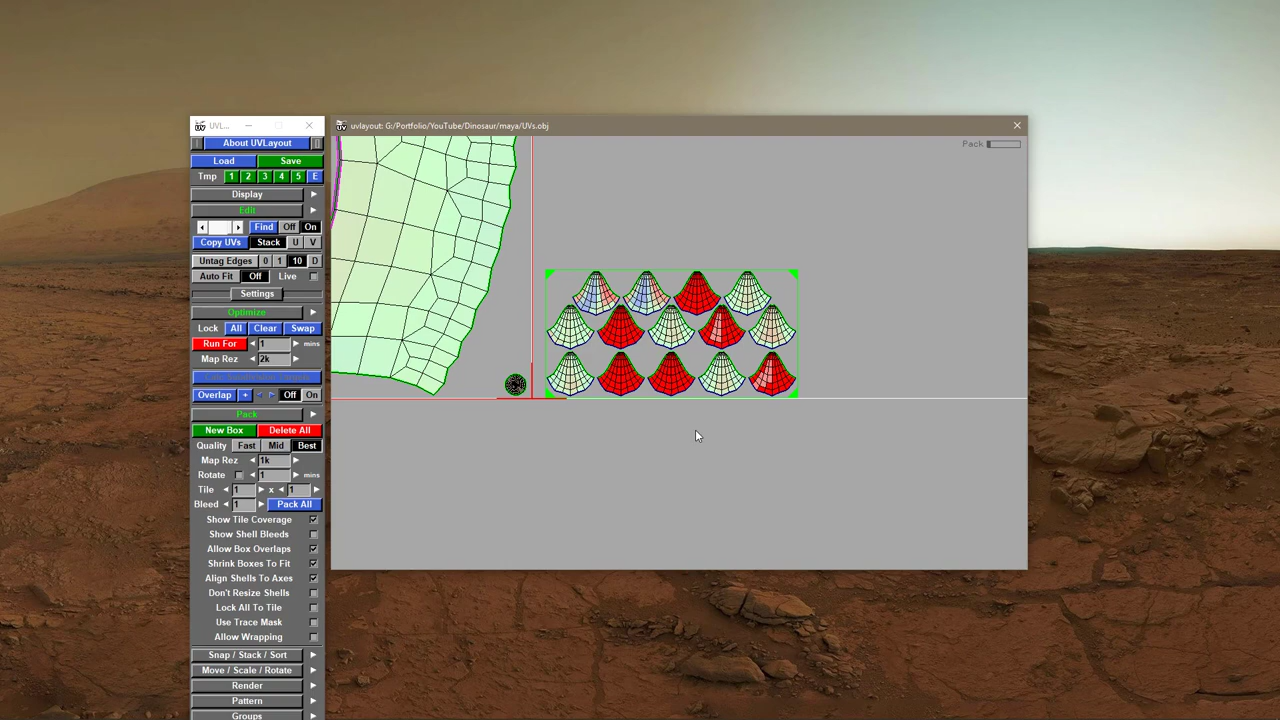 UVL...
uvlayout: G:/Portfolio/YouTube/Dinosaur/maya/UVs.obj
Pack
About UVLayout
Load Save
Tmp 1 2 3 4 5 E
Display
Edit
Find Off On
Copy UVs Stack U V
Untag Edges 0 1 10 D
Auto Fit Off Live
Settings
Optimize
Lock All Clear Swap
Run For 1 mins
Map Rez 2k
Overlap + Off On
Pack
New Box Delete All
Quality Fast Mid Best
Map Rez 1k
Rotate 1 mins
Tile 1 x 1
Bleed 1 Pack All
Show Tile Coverage
Show Shell Bleeds
Allow Box Overlaps
Shrink Boxes To Fit
Align Shells To Axes
Don't Resize Shells
Lock All To Tile
Use Trace Mask
Allow Wrapping
Snap / Stack / Sort
Move / Scale / Rotate
Render
Pattern
Groups